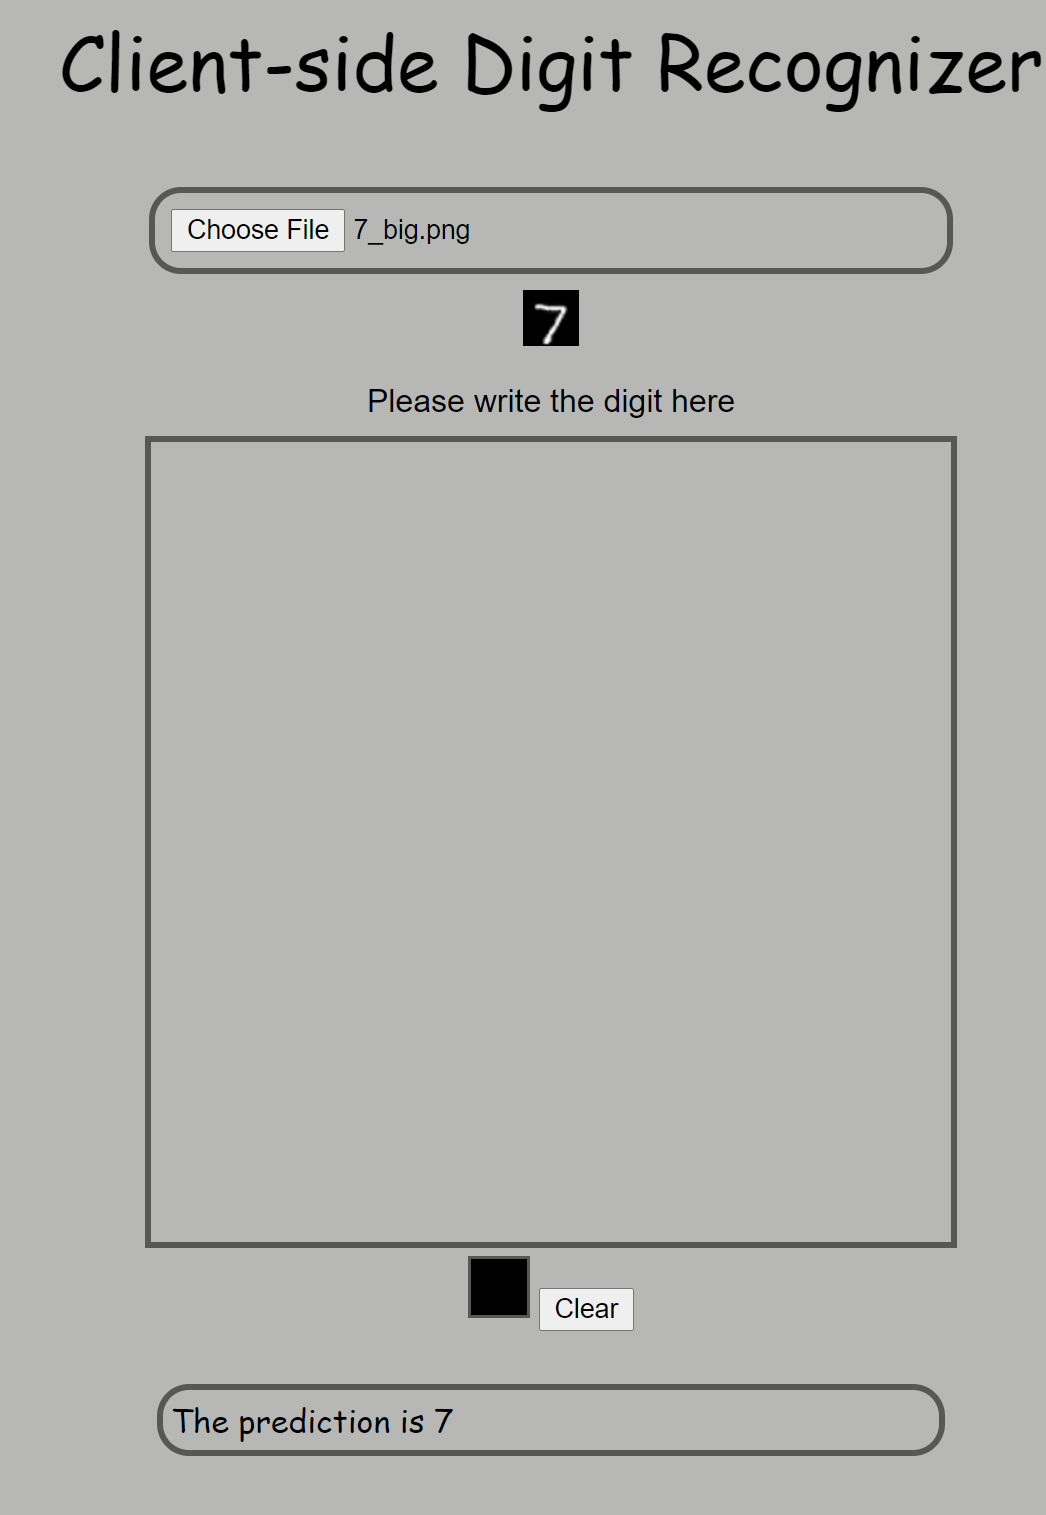 Client-side Digit Recognizer
Choose File 7_big.png
7
Please write the digit here
Clear
The prediction is 7